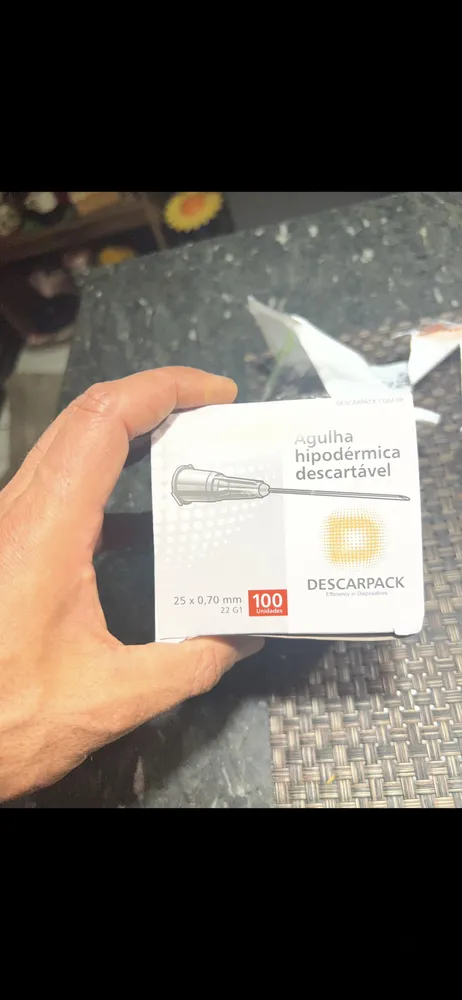 DESCARPACK.COM.BR
Agulha
hipodérmica
descartável
DESCARPACK
Efficiency in Disposables
25 x 0,70 mm
22 G1
100
Unidades